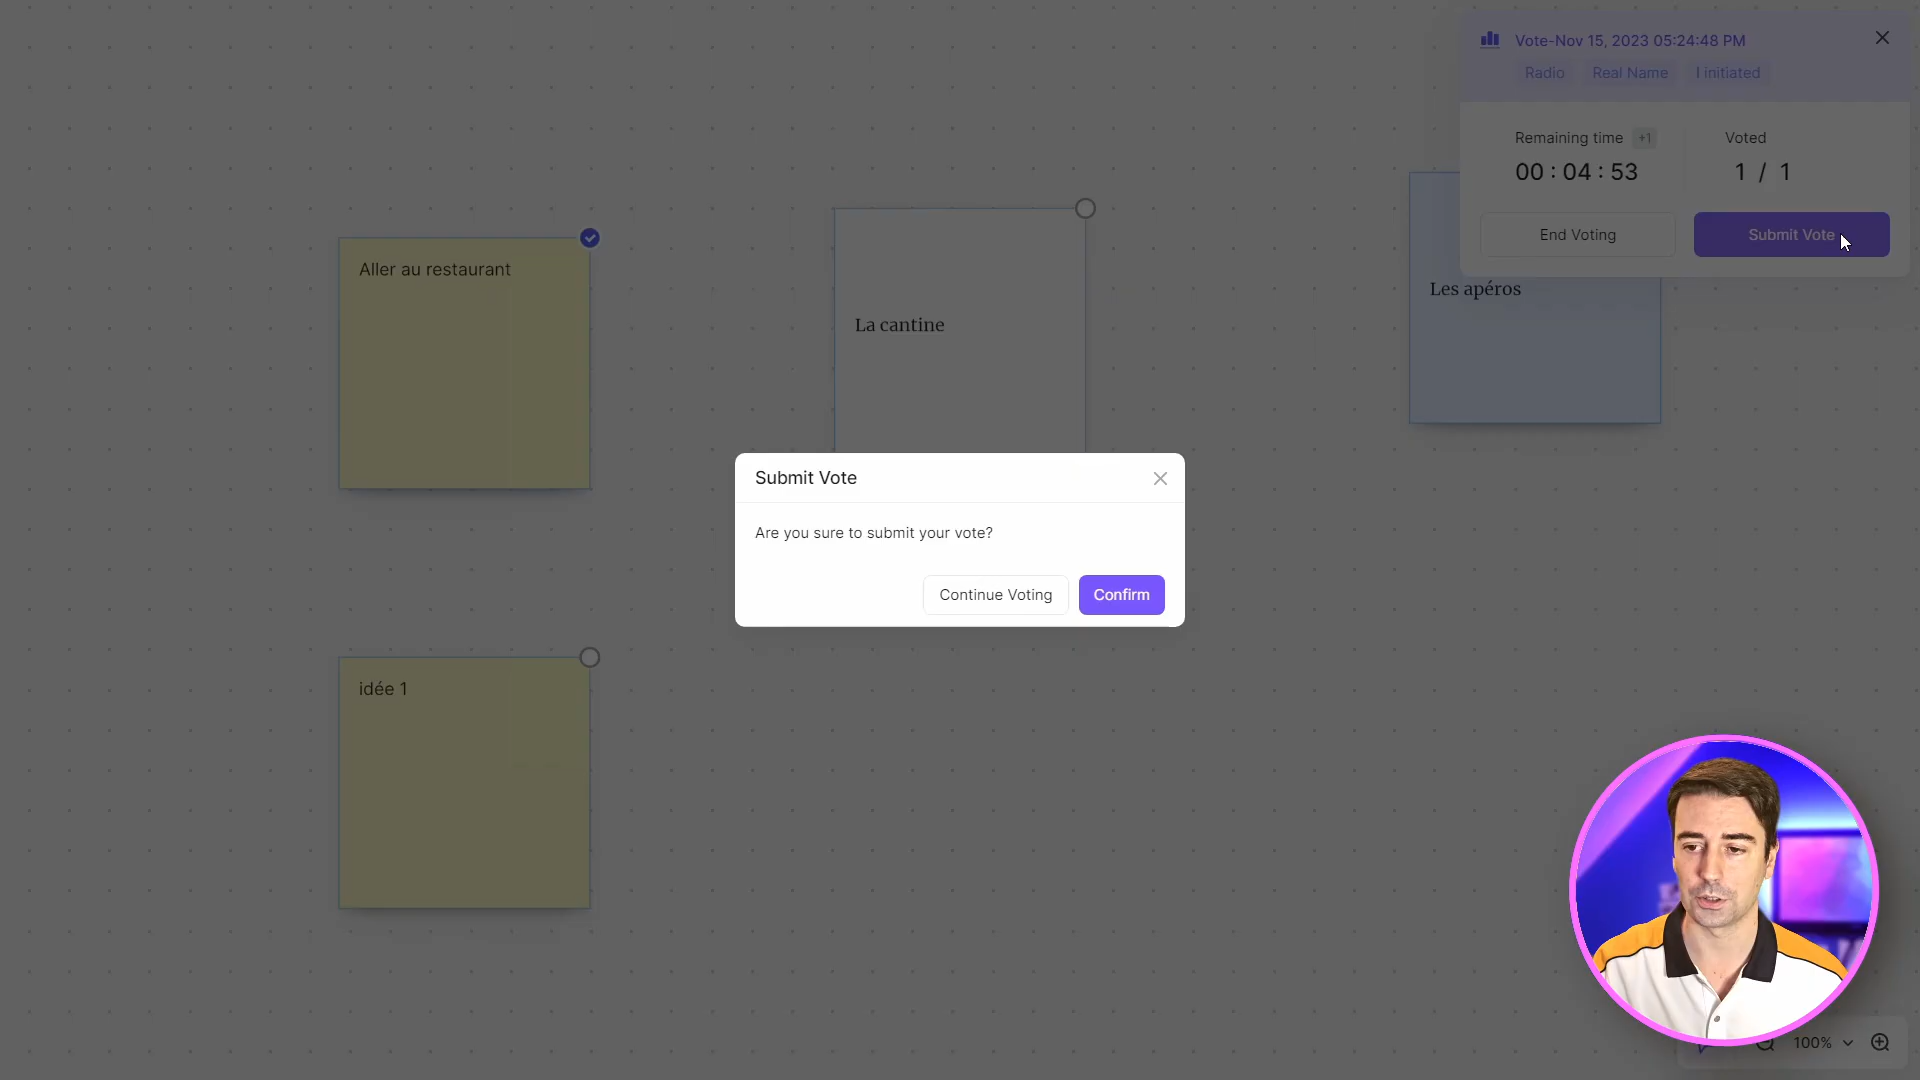 Vote-Nov 15, 2023 05:24:48 PM
Radio Real Name I initiated
Remaining time +1 Voted
00 : 04 : 53 1 / 1
End Voting Submit Vote
Aller au restaurant
La cantine
Les apéros
Submit Vote
Are you sure to submit your vote?
Continue Voting Confirm
idée 1
100%